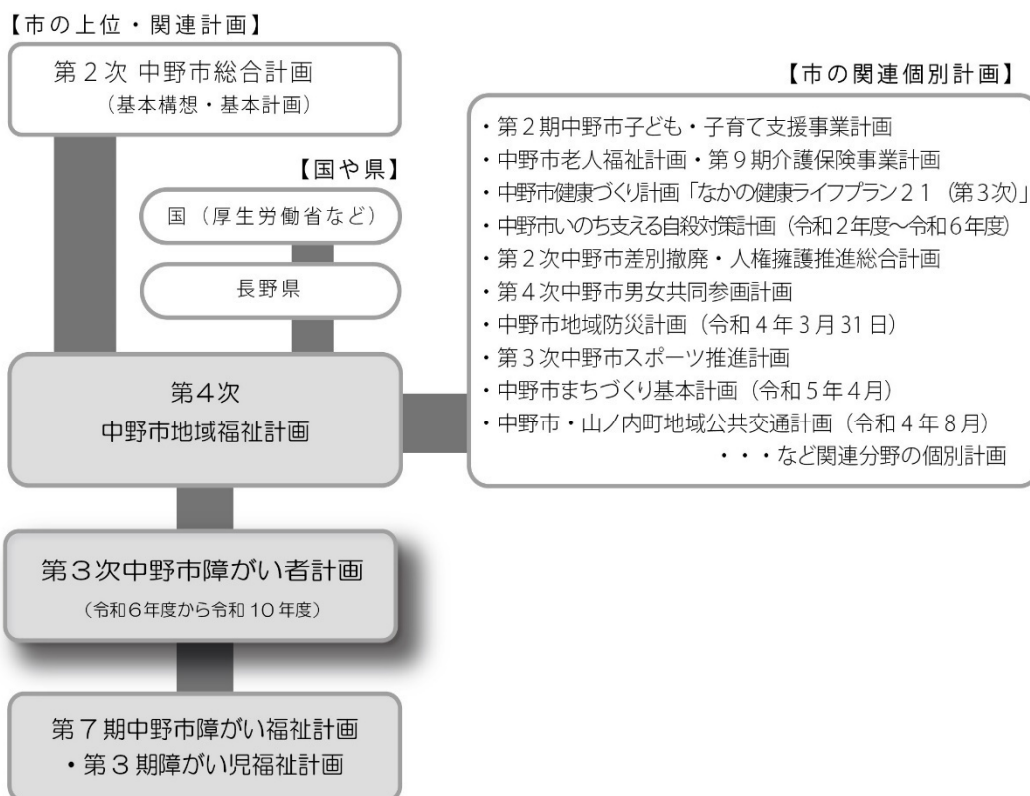 【市の上位・関連計画】
第2次 中野市総合計画
（基本構想・基本計画）
【国や県】
国（厚生労働省など）
長野県
第4次
中野市地域福祉計画
第3次中野市障がい者計画
（令和6年度から令和10年度）
第7期中野市障がい福祉計画
・第3期障がい児福祉計画
【市の関連個別計画】
・第2期中野市子ども・子育て支援事業計画
・中野市老人福祉計画・第9期介護保険事業計画
・中野市健康づくり計画「なかの健康ライフプラン21（第3次）」
・中野市いのち支える自殺対策計画（令和2年度～令和6年度）
・第2次中野市差別撤廃・人権擁護推進総合計画
・第4次中野市男女共同参画計画
・中野市地域防災計画（令和4年3月31日）
・第3次中野市スポーツ推進計画
・中野市まちづくり基本計画（令和5年4月）
・中野市・山ノ内町地域公共交通計画（令和4年8月）
・・・など関連分野の個別計画